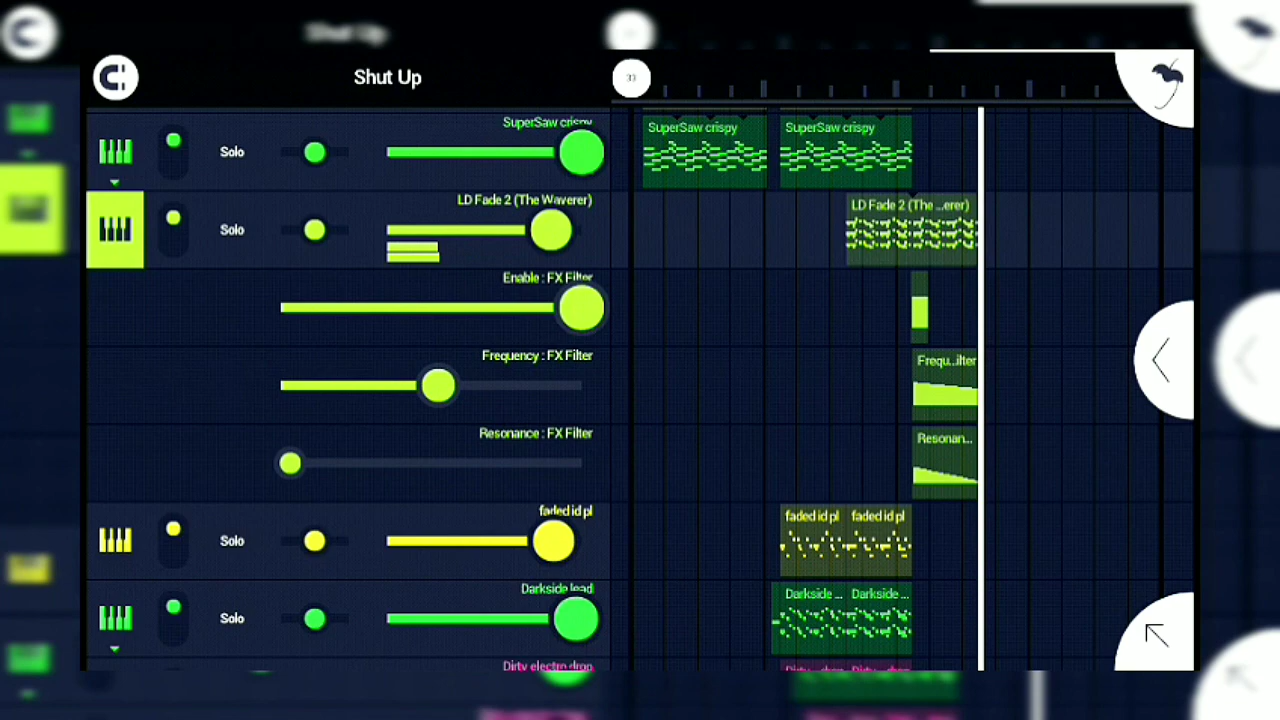 Shut Up
33
SuperSaw crispy
Solo
SuperSaw crispy
SuperSaw crispy
LD Fade 2 (The Waverer)
Solo
LD Fade 2 (The ...erer)
Enable : FX Filter
Frequency : FX Filter
Frequ...ilter
Resonance : FX Filter
Resonan...
faded id pl
Solo
faded id pl
faded id pl
Darkside lead
Solo
Darkside ...
Darkside ...
Dirty electro drop